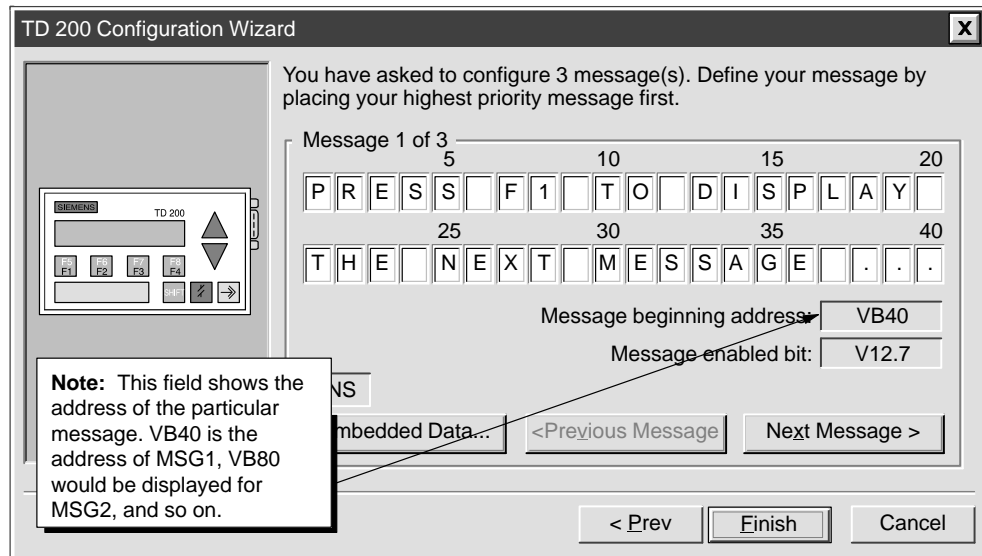 TD 200 Configuration Wizard
X
You have asked to configure 3 message(s). Define your message by
placing your highest priority message first.
Message 1 of 3
5 10 15 20
PRESS F1 TO DISPLAY
25 30 35 40
THE NEXT MESSAGE ...
SIEMENS
TD 200
F5 F6 F7 F8
F1 F2 F3 F4
SHIFT
Message beginning address: VB40
Message enabled bit: V12.7
NS
mbedded Data... <Previous Message Next Message >
Note: This field shows the
address of the particular
message. VB40 is the
address of MSG1, VB80
would be displayed for
MSG2, and so on.
< Prev Finish Cancel